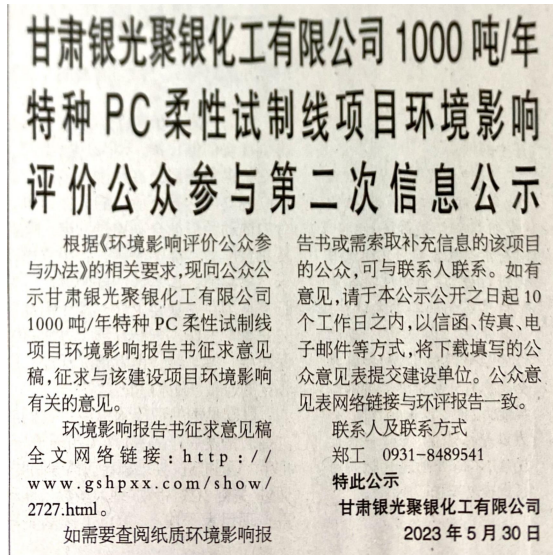 甘肃银光聚银化工有限公司 1000 吨/年
特种 PC 柔性试制线项目环境影响
评价公众参与第二次信息公示
根据《环境影响评价公众参
与办法》的相关要求,现向公众公
示甘肃银光聚银化工有限公司
1000 吨/年特种 PC 柔性试制线
项目环境影响报告书征求意见
稿,征求与该建设项目环境影响
有关的意见。
环境影响报告书征求意见稿
全文网络链接:http://
www.gshpxx.com/show/
2727.html。
如需要查阅纸质环境影响报
告书或需索取补充信息的该项目
的公众,可与联系人联系。如有
意见,请于本公示公开之日起 10
个工作日之内,以信函、传真、电
子邮件等方式,将下载填写的公
众意见表提交建设单位。公众意
见表网络链接与环评报告一致。
联系人及联系方式
郑工 0931-8489541
特此公示
甘肃银光聚银化工有限公司
2023 年 5 月 30 日